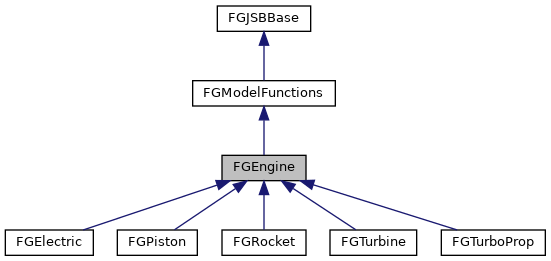 FGJSBBase
FGModelFunctions
FGEngine
FGElectric
FGPiston
FGRocket
FGTurbine
FGTurboProp